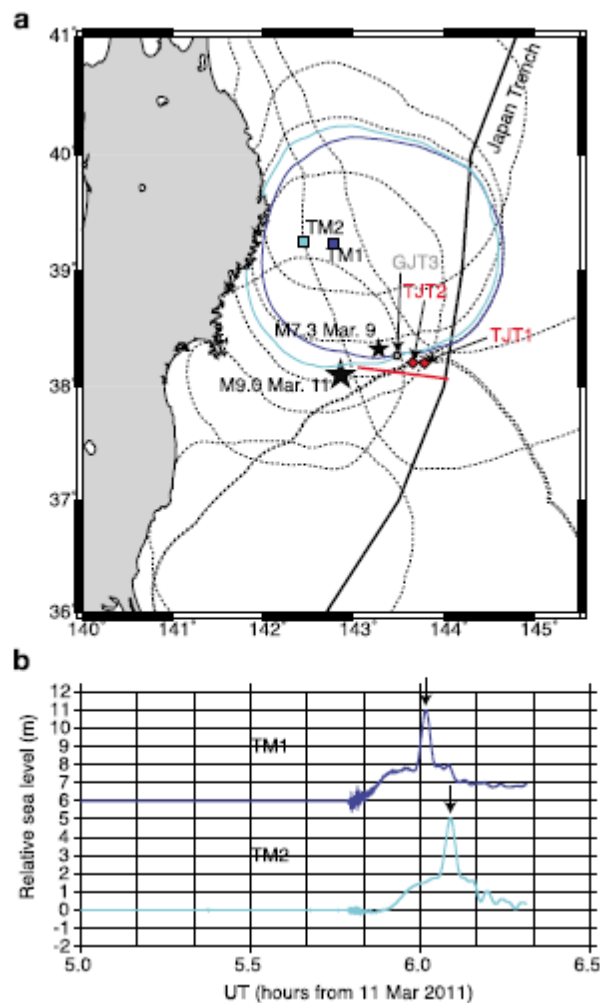 a
Japan Trench
41˚
40˚
TM2
TM1
39˚
GJT3
TJT2
M7.3 Mar. 9
TJT1
38˚
M9.0 Mar. 11
37˚
36˚
140˚ 141˚ 142˚ 143˚ 144˚ 145˚
b
12
11
10
9
8
7
6
5
4
3
2
1
0
-1
-2
Relative sea level (m)
TM1
TM2
5.0 5.5 6.0 6.5
UT (hours from 11 Mar 2011)